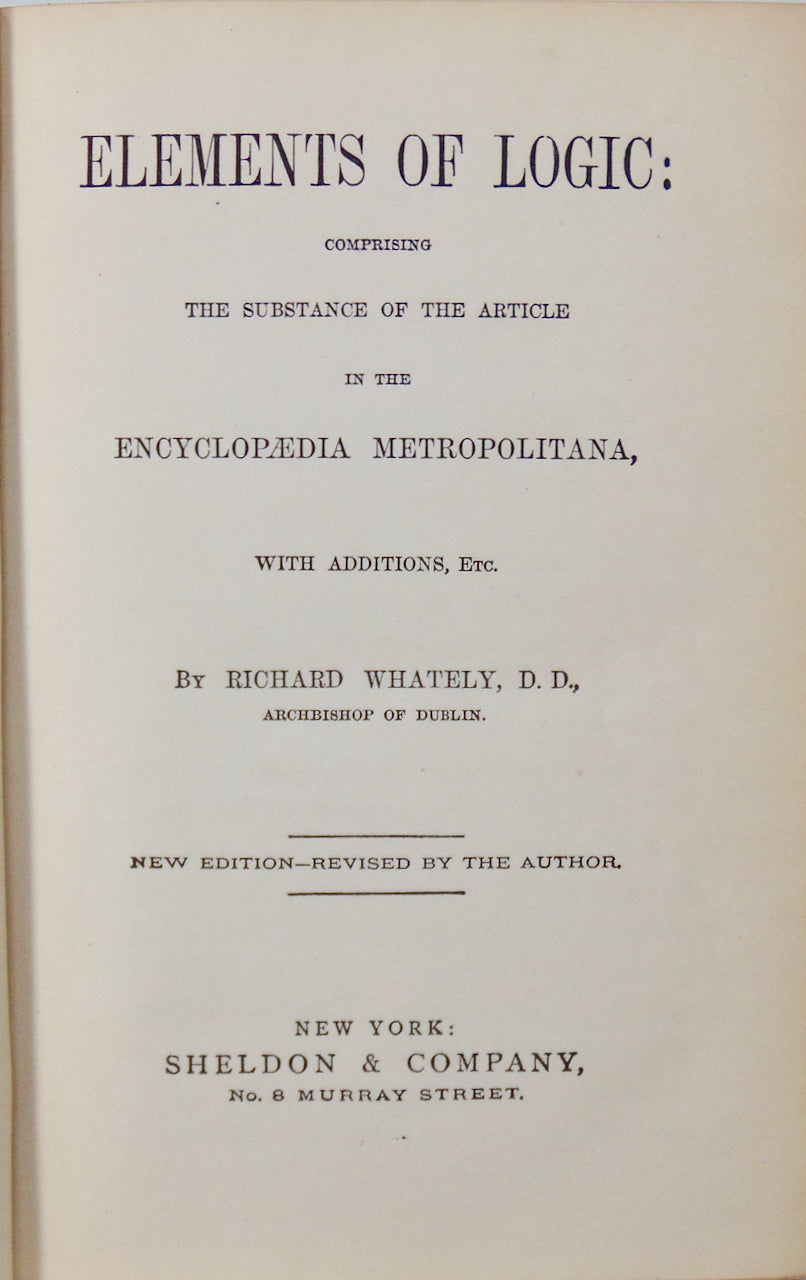 ELEMENTS OF LOGIC:
COMPRISING
THE SUBSTANCE OF THE ARTICLE
IN THE
ENCYCLOPÆDIA METROPOLITANA,
WITH ADDITIONS, ETC.
BY RICHARD WHATELY, D. D.,
ARCHBISHOP OF DUBLIN.
NEW EDITION—REVISED BY THE AUTHOR.
NEW YORK:
SHELDON & COMPANY,
No. 8 MURRAY STREET.